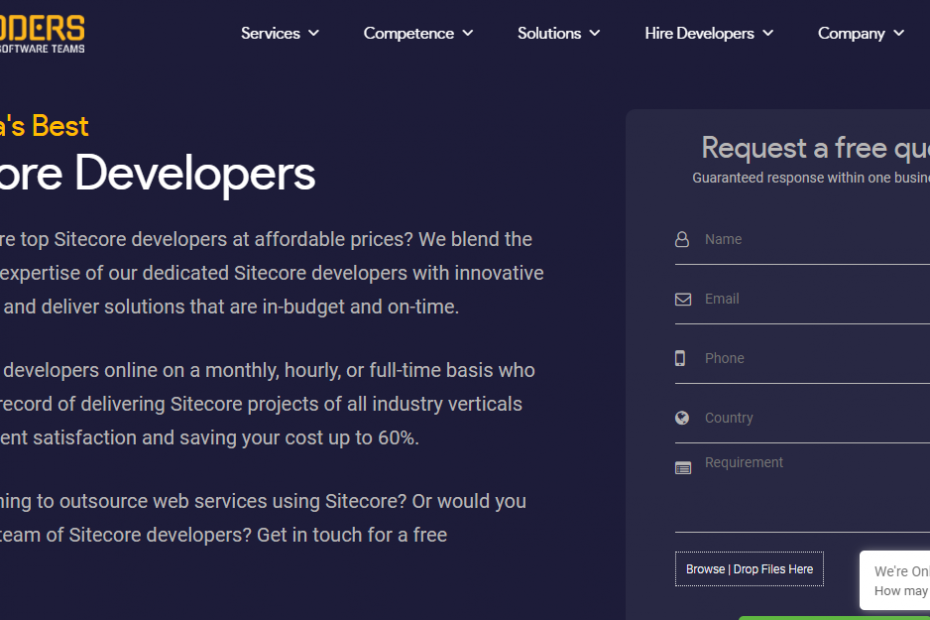 ODERS
SOFTWARE TEAMS
Services
Competence
Solutions
Hire Developers
Company
a's Best
ore Developers
re top Sitecore developers at affordable prices? We blend the
expertise of our dedicated Sitecore developers with innovative
and deliver solutions that are in-budget and on-time.
developers online on a monthly, hourly, or full-time basis who
record of delivering Sitecore projects of all industry verticals
ent satisfaction and saving your cost up to 60%.
ning to outsource web services using Sitecore? Or would you
team of Sitecore developers? Get in touch for a free
Request a free quo
Guaranteed response within one busin
Name
Email
Phone
Country
Requirement
Browse | Drop Files Here
We're Onl
How may